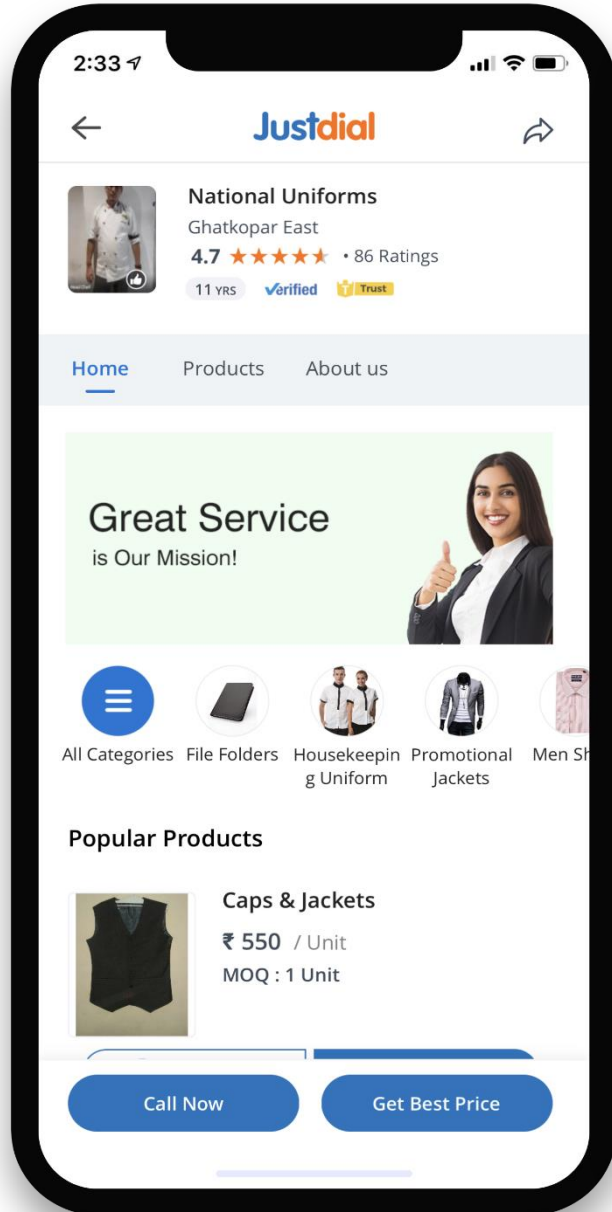 2:33
Justdial
National Uniforms
Ghatkopar East
4.7 ★★★★★ • 86 Ratings
11 YRS Verified T Trust
Home Products About us
Great Service
is Our Mission!
All Categories File Folders Housekeepin Promotional Men Sh
g Uniform Jackets
Popular Products
Caps & Jackets
₹ 550 / Unit
MOQ : 1 Unit
Call Now Get Best Price